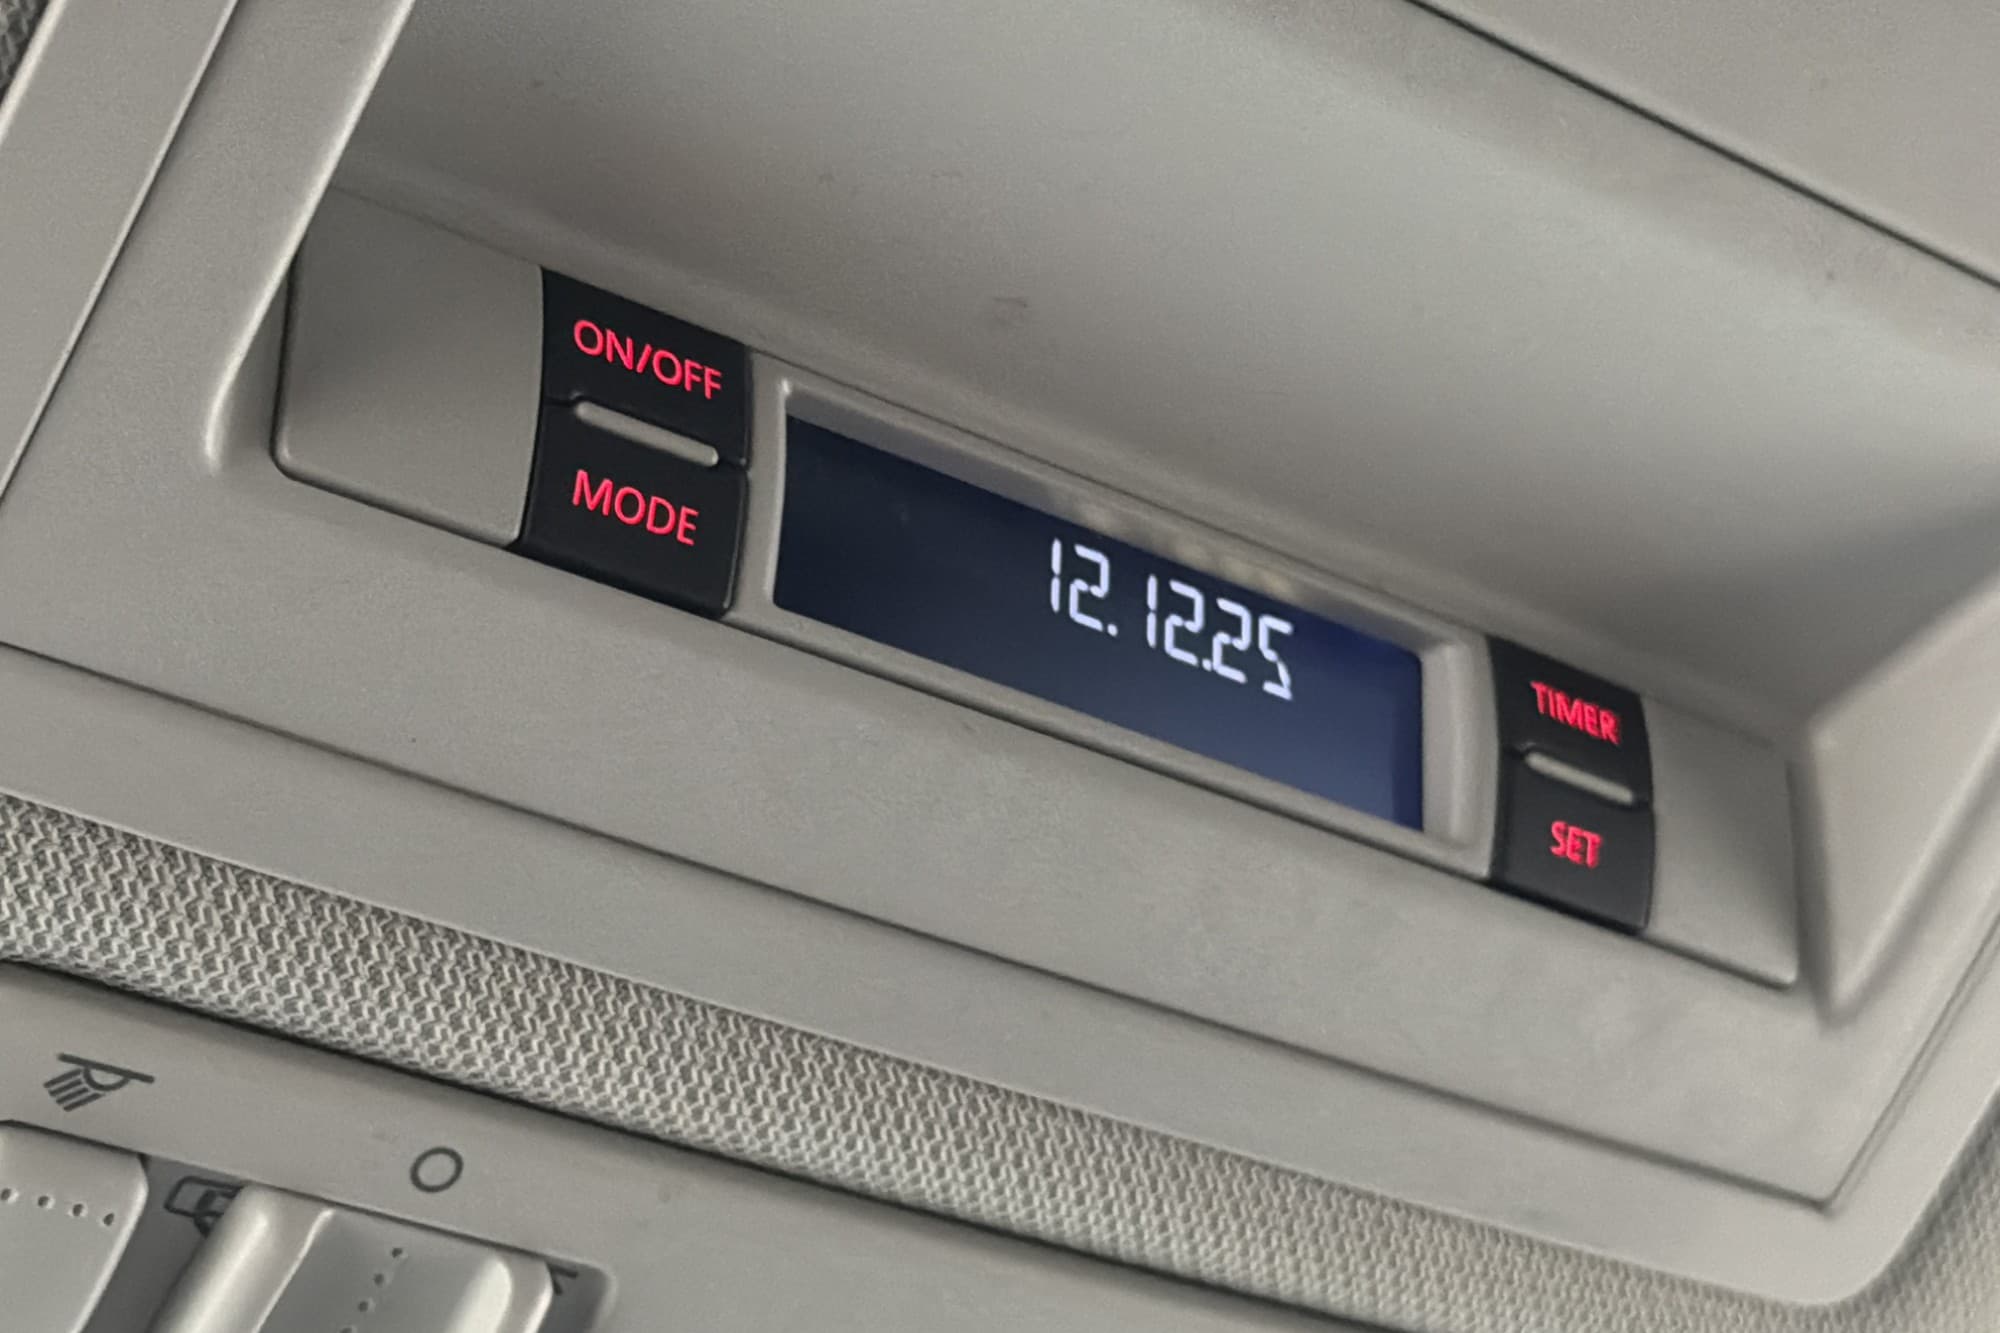 ON/OFF
MODE
12.12.25
TIMER
SET